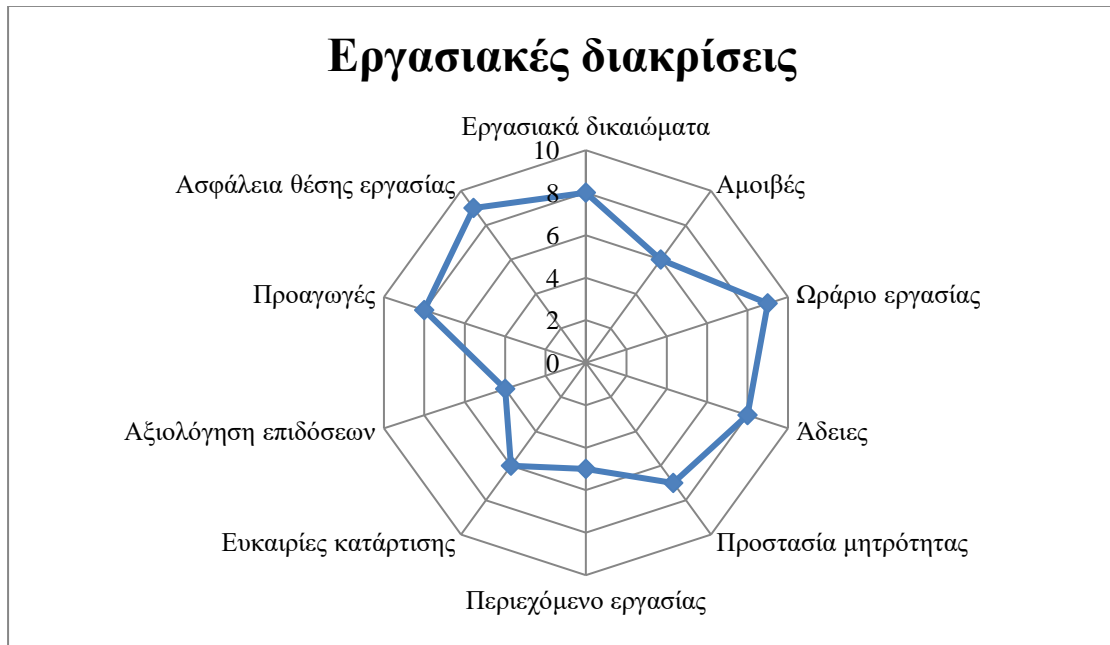 Εργασιακές διακρίσεις
Εργασιακά δικαιώματα
10
Ασφάλεια θέσης εργασίας
Αμοιβές
8
6
Προαγωγές
Ωράριο εργασίας
4
2
0
Αξιολόγηση επιδόσεων
Άδειες
Ευκαιρίες κατάρτισης
Προστασία μητρότητας
Περιεχόμενο εργασίας